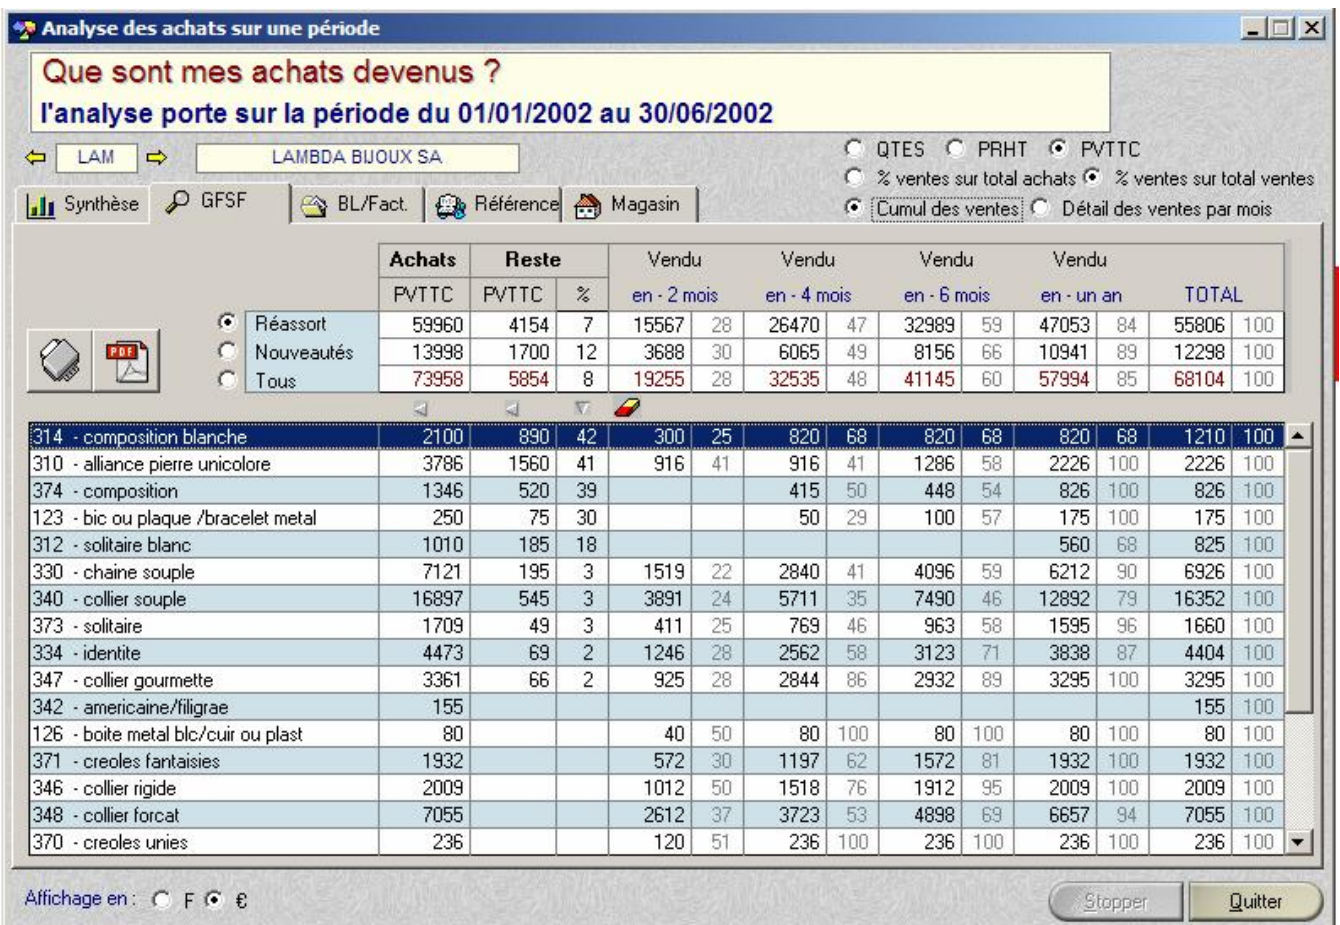 Analyse des achats sur une période
Que sont mes achats devenus ?
l'analyse porte sur la période du 01/01/2002 au 30/06/2002
LAM LAMBDA BIJOUX SA
QTES PRHT PVTTC
% ventes sur total achats % ventes sur total ventes
Cumul des ventes Détail des ventes par mois
Synthèse GFSF BL/Fact. Référence Magasin
Achats Reste Vendu Vendu Vendu Vendu
PVTTC PVTTC % en - 2 mois en - 4 mois en - 6 mois en - un an TOTAL
Réassort 59960 4154 7 15567 28 26470 47 32989 59 47053 84 55806 100
PDF Nouveautés 13998 1700 12 3688 30 6065 49 8156 66 10941 89 12298 100
Tous 73958 5854 8 19255 28 32535 48 41145 60 57994 85 68104 100
314 - composition blanche 2100 890 42 300 25 820 68 820 68 820 68 1210 100
310 - alliance pierre unicolore 3786 1560 41 916 41 916 41 1286 58 2226 100 2226 100
374 - composition 1346 520 39 415 50 448 54 826 100 826 100
123 - bic ou plaque /bracelet metal 250 75 30 50 29 100 57 175 100 175 100
312 - solitaire blanc 1010 185 18 560 68 825 100
330 - chaine souple 7121 195 3 1519 22 2840 41 4096 59 6212 90 6926 100
340 - collier souple 16897 545 3 3891 24 5711 35 7490 46 12892 79 16352 100
373 - solitaire 1709 49 3 411 25 769 46 963 58 1595 96 1660 100
334 - identite 4473 69 2 1246 28 2562 58 3123 71 3838 87 4404 100
347 - collier gourmette 3361 66 2 925 28 2844 86 2932 89 3295 100 3295 100
342 - americaine/filigrae 155 155 100
126 - boite metal blc/cuir ou plast 80 40 50 80 100 80 100 80 100 80 100
371 - creoles fantaisies 1932 572 30 1197 62 1572 81 1932 100 1932 100
346 - collier rigide 2009 1012 50 1518 76 1912 95 2009 100 2009 100
348 - collier forcat 7055 2612 37 3723 53 4898 69 6657 94 7055 100
370 - creoles unies 236 120 51 236 100 236 100 236 100 236 100
Affichage en : F €
Stopper Quitter